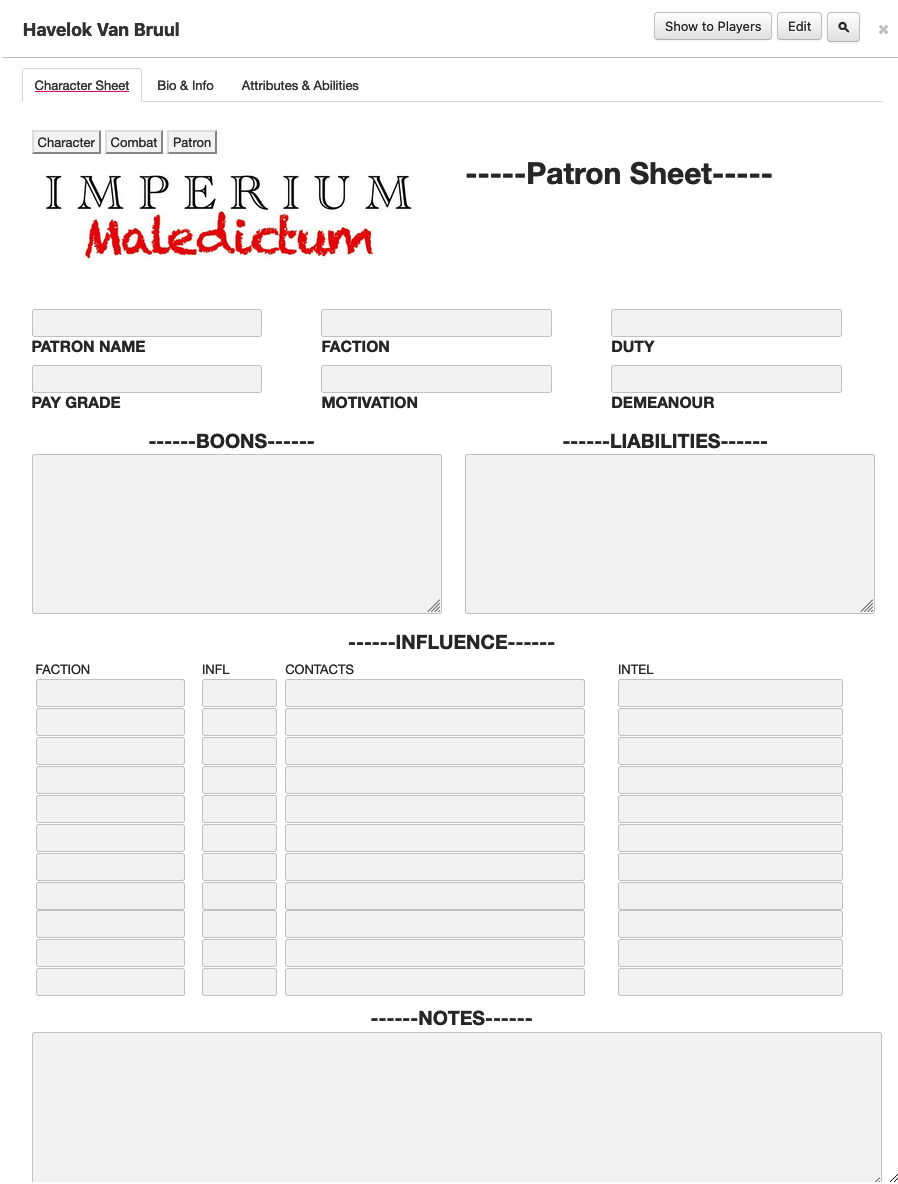 Havelok Van Bruul
Show to Players Edit
Character Sheet Bio & Info Attributes & Abilities
Character Combat Patron
IMPERIUM
Maledictum
-----Patron Sheet-----
PATRON NAME FACTION DUTY
PAY GRADE MOTIVATION DEMEANOUR
------BOONS------ ------LIABILITIES------
------INFLUENCE------
FACTION INFL CONTACTS INTEL
------NOTES------